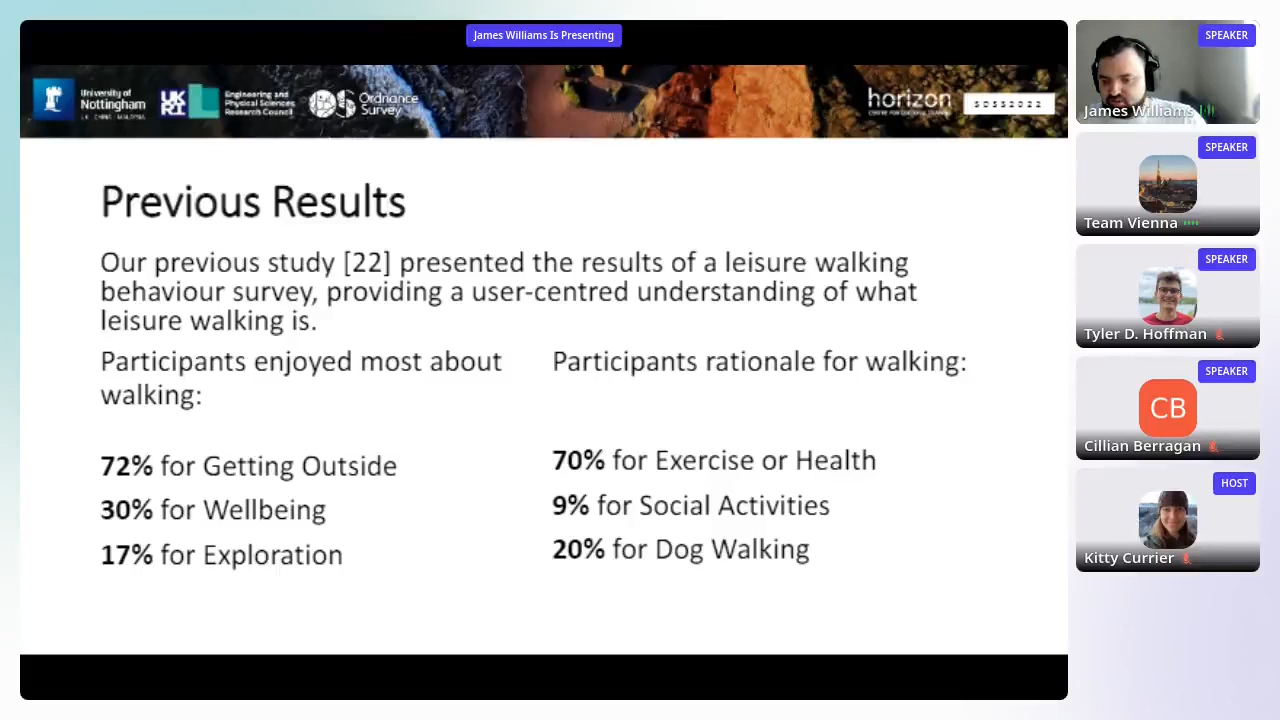 James Williams Is Presenting
University of
Nottingham
UK | CHINA | MALAYSIA
UK
RI
Engineering and
Physical Sciences
Research Council
OS
Ordnance
Survey
horizon
SDSS2022
Previous Results
Our previous study [22] presented the results of a leisure walking
behaviour survey, providing a user-centred understanding of what
leisure walking is.
Participants enjoyed most about
walking:
72% for Getting Outside
30% for Wellbeing
17% for Exploration
Participants rationale for walking:
70% for Exercise or Health
9% for Social Activities
20% for Dog Walking
SPEAKER
James Williams
SPEAKER
Team Vienna
SPEAKER
Tyler D. Hoffman
SPEAKER
CB
Cillian Berragan
HOST
Kitty Currier